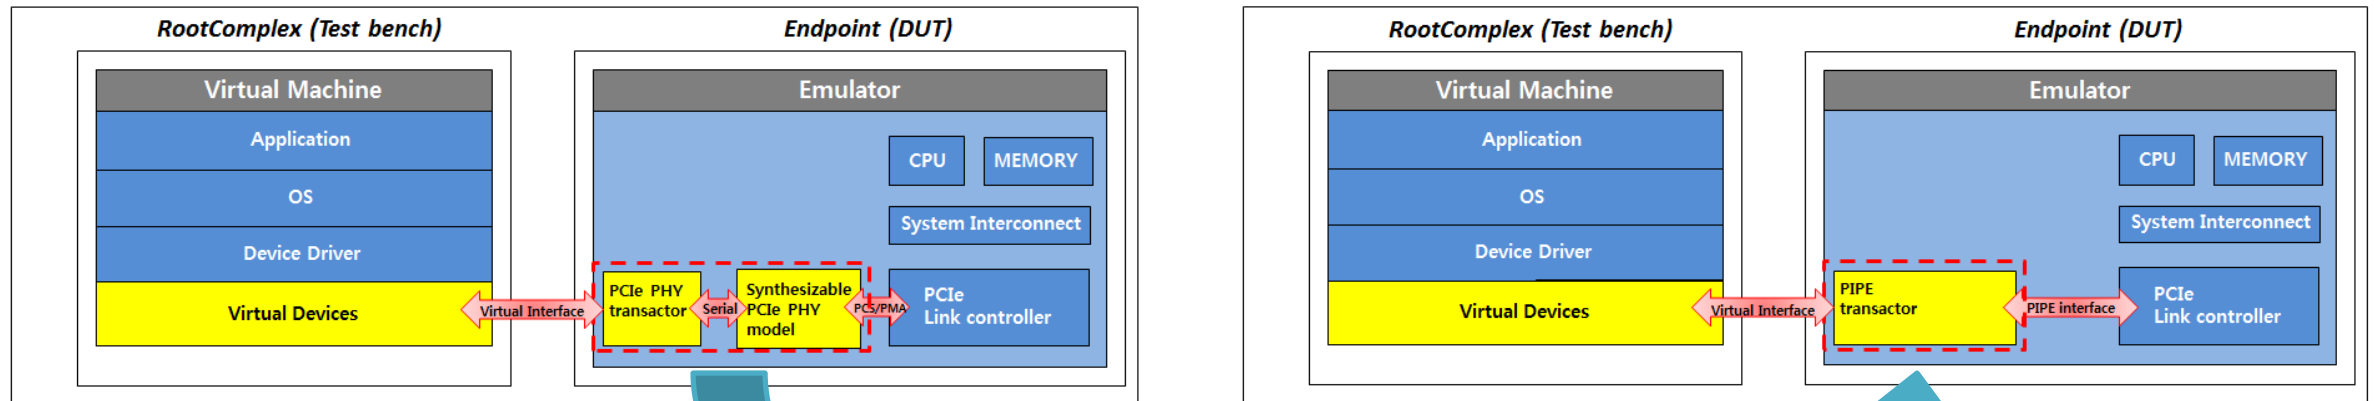 RootComplex (Test bench)
Endpoint (DUT)
Virtual Machine
Application
OS
Device Driver
Virtual Devices
Virtual Interface
Emulator
CPU
MEMORY
System Interconnect
PCIe PHY
transactor
Serial
Synthesizable
PCIe PHY
model
PCS/PMA
PCIe
Link controller
RootComplex (Test bench)
Endpoint (DUT)
Virtual Machine
Application
OS
Device Driver
Virtual Devices
Virtual Interface
Emulator
CPU
MEMORY
System Interconnect
PIPE
transactor
PIPE interface
PCIe
Link controller